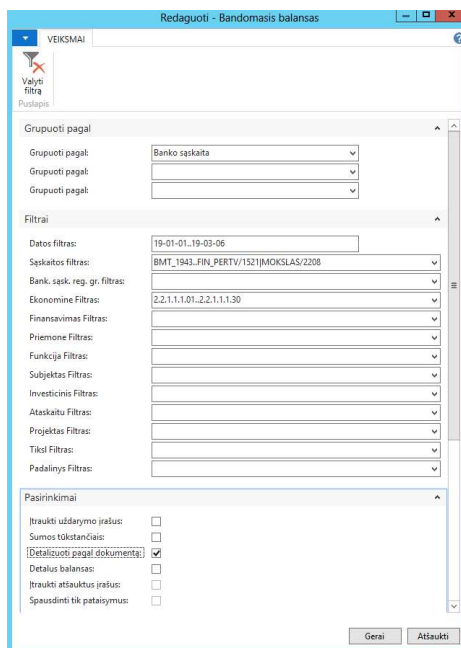 Redaguoti - Bandomasis balansas
VEIKSMAI
Valyti
filtrą
Puslapis
Grupuoti pagal
Grupuoti pagal: Banko sąskaita
Grupuoti pagal:
Grupuoti pagal:
Filtrai
Datos filtras: 19-01-01..19-03-06
Sąskaitos filtras: BMT_1943..FIN_PERTV/1521|MOKSLAS/2208
Bank. sąsk. reg. gr. filtras:
Ekonomine Filtras: 2.2.1.1.1.01..2.2.1.1.1.30
Finansavimas Filtras:
Priemone Filtras:
Funkcija Filtras:
Subjektas Filtras:
Investicinis Filtras:
Ataskaitu Filtras:
Projektas Filtras:
Tiksl Filtras:
Padalinys Filtras:
Pasirinkimai
Įtraukti uždarymo įrašus:
Sumos tūkstančiais:
Detalizuoti pagal dokumentą:
Detalus balansas:
Įtraukti atšauktus įrašus:
Spausdinti tik pataisymus:
Gerai Atšaukti